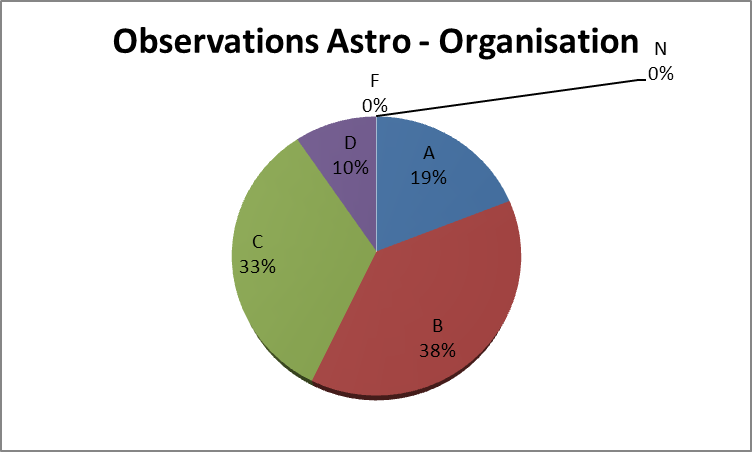 Observations Astro - Organisation
N
0%
F
0%
A
19%
D
10%
C
33%
B
38%